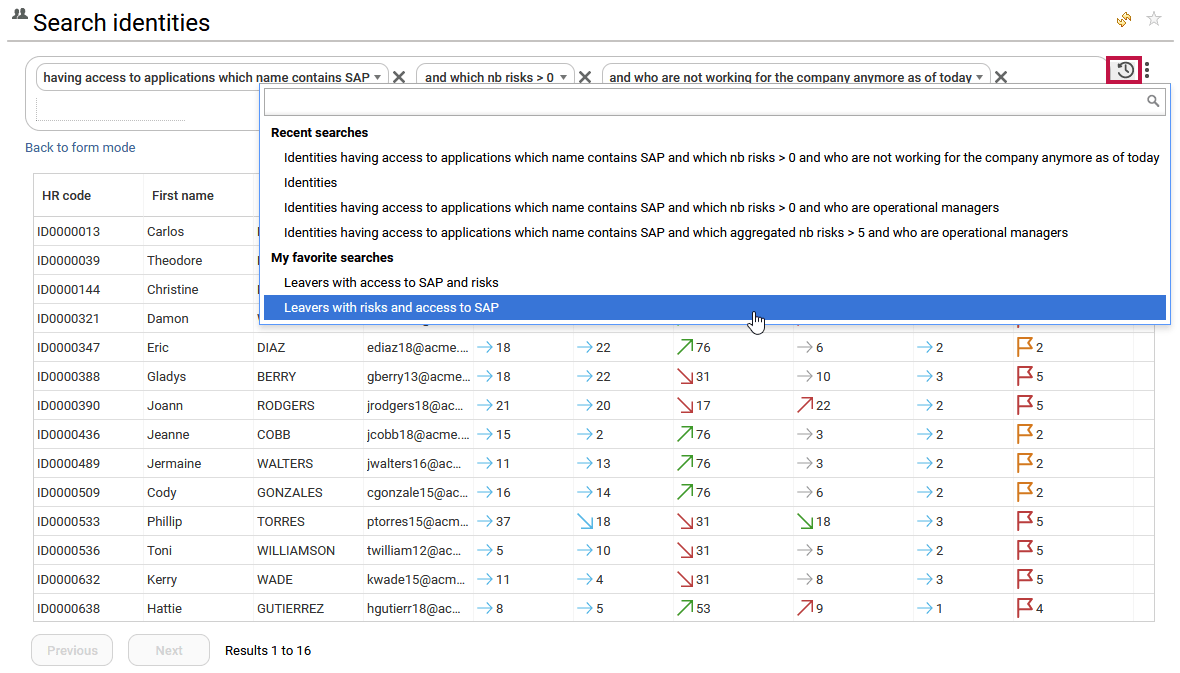 Search identities
having access to applications which name contains SAP and which nb risks > 0 and who are not working for the company anymore as of today
Back to form mode
Recent searches
Identities having access to applications which name contains SAP and which nb risks > 0 and who are not working for the company anymore as of today
Identities
Identities having access to applications which name contains SAP and which nb risks > 0 and who are operational managers
Identities having access to applications which name contains SAP and which aggregated nb risks > 5 and who are operational managers
My favorite searches
Leavers with access to SAP and risks
Leavers with risks and access to SAP
HR code First name
ID0000013 Carlos
ID0000039 Theodore
ID0000144 Christine
ID0000321 Damon
ID0000347 Eric DIAZ ediaz18@acme.... 18 22 76 6 2 2
ID0000388 Gladys BERRY gberry13@acme... 18 22 31 10 3 5
ID0000390 Joann RODGERS jrodgers18@ac... 21 20 17 22 2 5
ID0000436 Jeanne COBB jcobb18@acme.... 15 2 76 3 2 2
ID0000489 Jermaine WALTERS jwalters16@ac... 11 13 76 3 2 2
ID0000509 Cody GONZALES cgonzale15@ac... 16 14 76 6 2 2
ID0000533 Phillip TORRES ptorres15@acm... 37 18 31 18 3 5
ID0000536 Toni WILLIAMSON twilliam12@ac... 5 10 31 5 2 5
ID0000632 Kerry WADE kwade15@acm... 11 4 31 8 3 5
ID0000638 Hattie GUTIERREZ hgutierr18@ac... 8 5 53 9 1 4
Previous Next Results 1 to 16